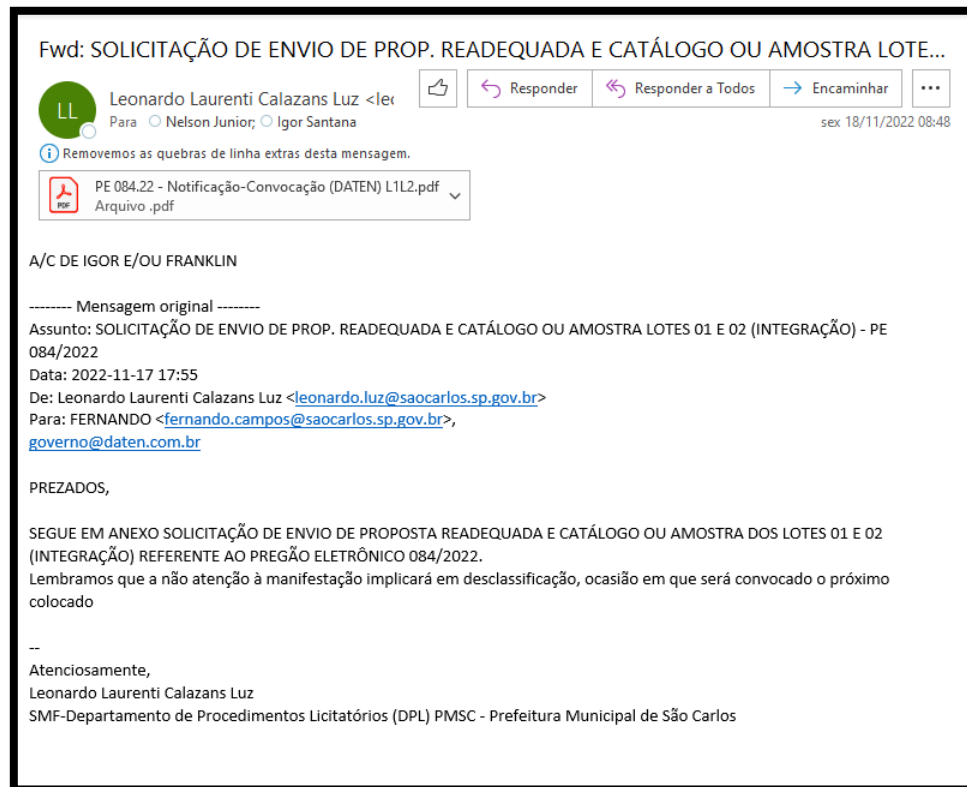 Fwd: SOLICITAÇÃO DE ENVIO DE PROP. READEQUADA E CATÁLOGO OU AMOSTRA LOTE...
LL
Leonardo Laurenti Calazans Luz <leo
Responder
Responder a Todos
Encaminhar
...
Para Nelson Junior; Igor Santana
sex 18/11/2022 08:48
Removemos as quebras de linha extras desta mensagem.
PDF
PE 084.22 - Notificação-Convocação (DATEN) L1L2.pdf
Arquivo .pdf
A/C DE IGOR E/OU FRANKLIN
-------- Mensagem original --------
Assunto: SOLICITAÇÃO DE ENVIO DE PROP. READEQUADA E CATÁLOGO OU AMOSTRA LOTES 01 E 02 (INTEGRAÇÃO) - PE
084/2022
Data: 2022-11-17 17:55
De: Leonardo Laurenti Calazans Luz <leonardo.luz@saocarlos.sp.gov.br>
Para: FERNANDO <fernando.campos@saocarlos.sp.gov.br>,
governo@daten.com.br
PREZADOS,
SEGUE EM ANEXO SOLICITAÇÃO DE ENVIO DE PROPOSTA READEQUADA E CATÁLOGO OU AMOSTRA DOS LOTES 01 E 02
(INTEGRAÇÃO) REFERENTE AO PREGÃO ELETRÔNICO 084/2022.
Lembramos que a não atenção à manifestação implicará em desclassificação, ocasião em que será convocado o próximo
colocado
--
Atenciosamente,
Leonardo Laurenti Calazans Luz
SMF-Departamento de Procedimentos Licitatórios (DPL) PMSC - Prefeitura Municipal de São Carlos